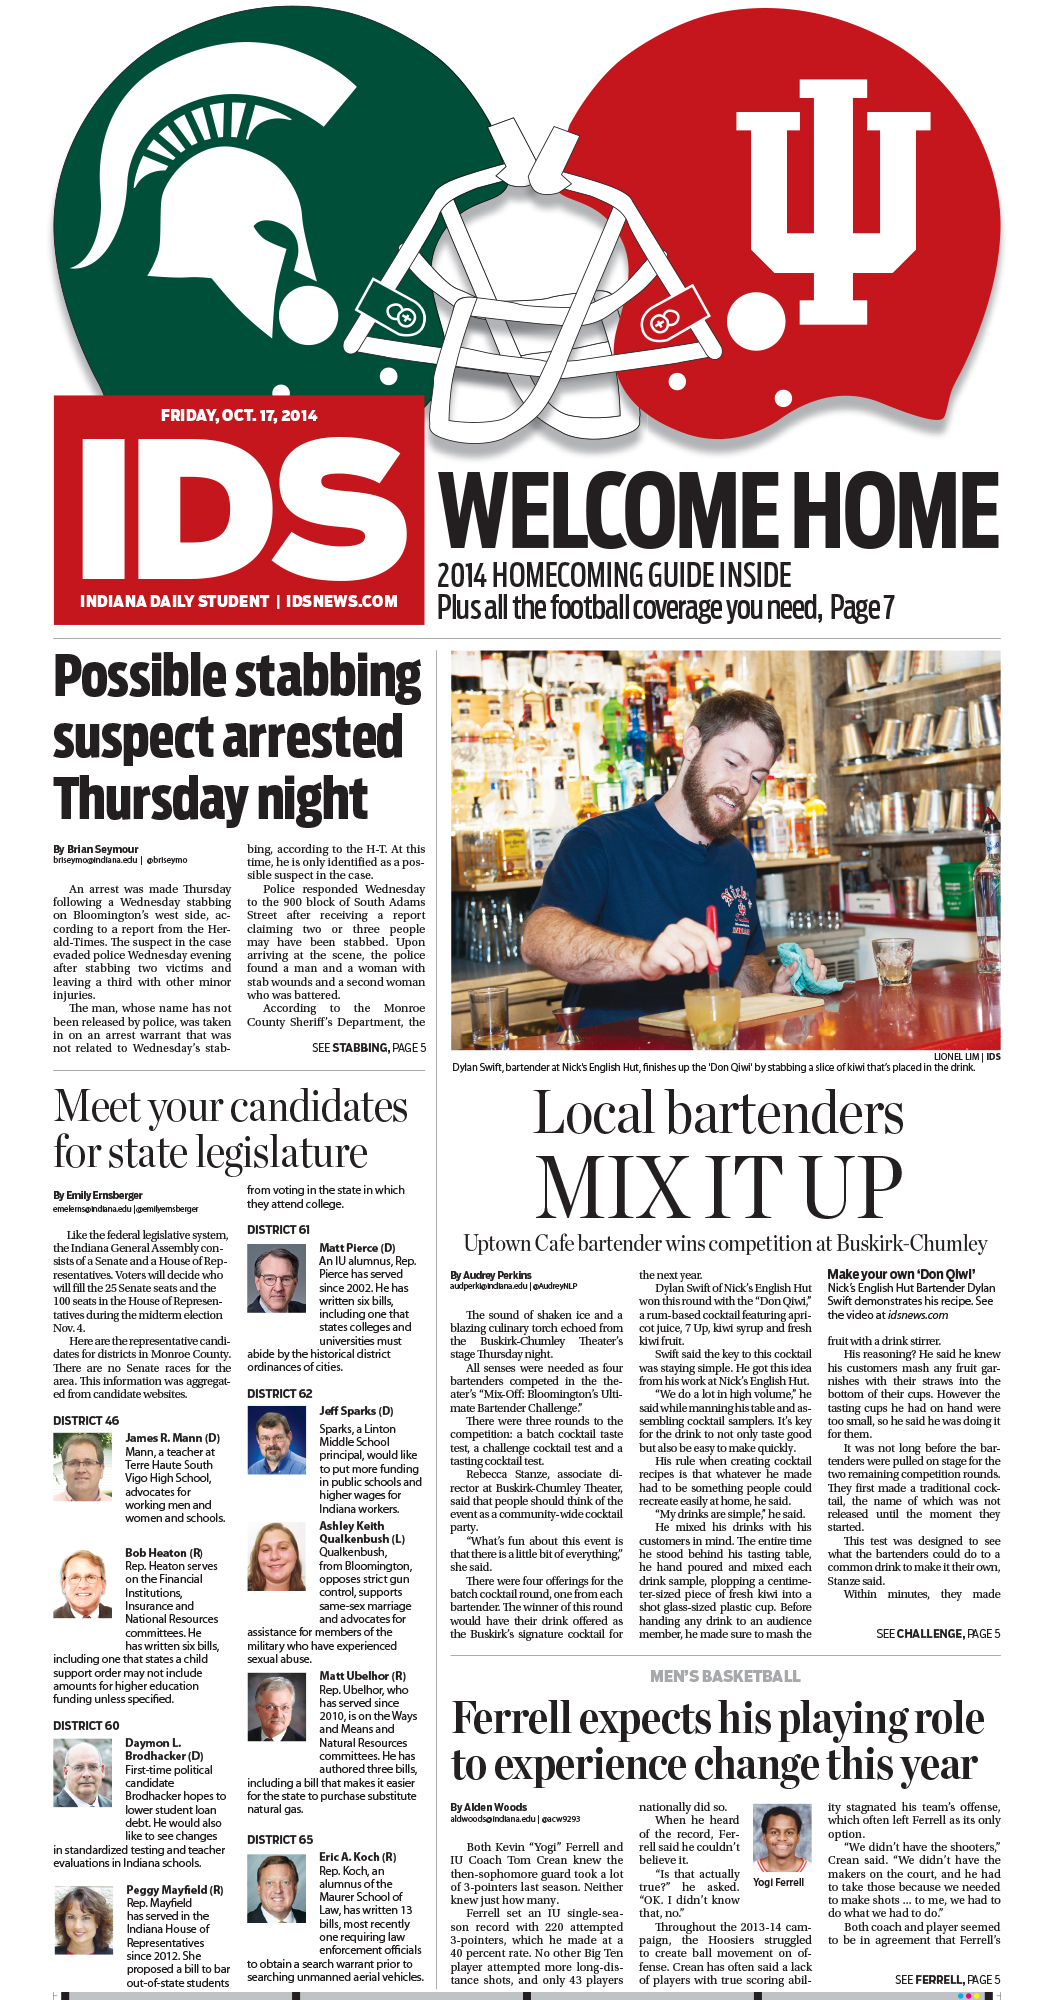 FRIDAY, OCT. 17, 2014
IDS
INDIANA DAILY STUDENT | IDSNEWS.COM
WELCOME HOME
2014 HOMECOMING GUIDE INSIDE
Plus all the football coverage you need, Page 7
Possible stabbing
suspect arrested
Thursday night
By Brian Seymour
briseymo@indiana.edu | @briseymo
An arrest was made Thursday
following a Wednesday stabbing
on Bloomington's west side, ac-
cording to a report from the Her-
ald-Times. The suspect in the case
evaded police Wednesday evening
after stabbing two victims and
leaving a third with other minor
injuries.
The man, whose name has not
been released by police, was taken
in on an arrest warrant that was
not related to Wednesday's stab-
bing, according to the H-T. At this
time, he is only identified as a pos-
sible suspect in the case.
Police responded Wednesday
to the 900 block of South Adams
Street after receiving a report
claiming two or three people
may have been stabbed. Upon
arriving at the scene, the police
found a man and a woman with
stab wounds and a second woman
who was battered.
According to the Monroe
County Sheriff's Department, the
SEE STABBING, PAGE 5
Nick's
LIONEL LIM | IDS
Dylan Swift, bartender at Nick's English Hut, finishes up the 'Don Qiwi' by stabbing a slice of kiwi that's placed in the drink.
Meet your candidates
for state legislature
By Emily Ernsberger
emelerns@indiana.edu | @emilyernsberger
Like the federal legislative system,
the Indiana General Assembly con-
sists of a Senate and a House of Rep-
resentatives. Voters will decide who
will fill the 25 Senate seats and the
100 seats in the House of Represen-
tatives during the midterm election
Nov. 4.
Here are the representative candi-
dates for districts in Monroe County.
There are no Senate races for the
area. This information was aggregat-
ed from candidate websites.
DISTRICT 46
James R. Mann (D)
Mann, a teacher at
Terre Haute South
Vigo High School,
advocates for
working men and
women and schools.
Bob Heaton (R)
Rep. Heaton serves
on the Financial
Institutions,
Insurance and
National Resources
committees. He
has written six bills,
including one that states a child
support order may not include
amounts for higher education
funding unless specified.
DISTRICT 60
Daymon L.
Brodhacker (D)
First-time political
candidate
Brodhacker hopes to
lower student loan
debt. He would also
like to see changes
in standardized testing and teacher
evaluations in Indiana schools.
Peggy Mayfield (R)
Rep. Mayfield
has served in the
Indiana House of
Representatives
since 2012. She
proposed a bill to bar
out-of-state students
from voting in the state in which
they attend college.
DISTRICT 61
Matt Pierce (D)
An IU alumnus, Rep.
Pierce has served
since 2002. He has
written six bills,
including one that
states colleges and
universities must
abide by the historical district
ordinances of cities.
DISTRICT 62
Jeff Sparks (D)
Sparks, a Linton
Middle School
principal, would like
to put more funding
in public schools and
higher wages for
Indiana workers.
Ashley Keith
Qualkenbush (L)
Qualkenbush,
from Bloomington,
opposes strict gun
control, supports
same-sex marriage
and advocates for
assistance for members of the
military who have experienced
sexual abuse.
Matt Ubelhor (R)
Rep. Ubelhor, who
has served since
2010, is on the Ways
and Means and
Natural Resources
committees. He has
authored three bills,
including a bill that makes it easier
for the state to purchase substitute
natural gas.
DISTRICT 65
Eric A. Koch (R)
Rep. Koch, an
alumnus of the
Maurer School of
Law, has written 13
bills, most recently
one requiring law
enforcement officials
to obtain a search warrant prior to
searching unmanned aerial vehicles.
Local bartenders
MIX IT UP
Uptown Cafe bartender wins competition at Buskirk-Chumley
By Audrey Perkins
audperki@indiana.edu | @AudreyNLP
The sound of shaken ice and a
blazing culinary torch echoed from
the Buskirk-Chumley Theater's
stage Thursday night.
All senses were needed as four
bartenders competed in the the-
ater's "Mix-Off: Bloomington's Ulti-
mate Bartender Challenge."
There were three rounds to the
competition: a batch cocktail taste
test, a challenge cocktail test and a
tasting cocktail test.
Rebecca Stanze, associate di-
rector at Buskirk-Chumley Theater,
said that people should think of the
event as a community-wide cocktail
party.
"What's fun about this event is
that there is a little bit of everything,"
she said.
There were four offerings for the
batch cocktail round, one from each
bartender. The winner of this round
would have their drink offered as
the Buskirk's signature cocktail for
the next year.
Dylan Swift of Nick's English Hut
won this round with the "Don Qiwi,"
a rum-based cocktail featuring apri-
cot juice, 7 Up, kiwi syrup and fresh
kiwi fruit.
Swift said the key to this cocktail
was staying simple. He got this idea
from his work at Nick's English Hut.
"We do a lot in high volume," he
said while manning his table and as-
sembling cocktail samplers. It's key
for the drink to not only taste good
but also be easy to make quickly.
His rule when creating cocktail
recipes is that whatever he made
had to be something people could
recreate easily at home, he said.
"My drinks are simple," he said.
He mixed his drinks with his
customers in mind. The entire time
he stood behind his tasting table,
he hand poured and mixed each
drink sample, plopping a centime-
ter-sized piece of fresh kiwi into a
shot glass-sized plastic cup. Before
handing any drink to an audience
member, he made sure to mash the
Make your own 'Don Qiwi'
Nick's English Hut Bartender Dylan
Swift demonstrates his recipe. See
the video at idsnews.com
fruit with a drink stirrer.
His reasoning? He said he knew
his customers mash any fruit gar-
nishes with their straws into the
bottom of their cups. However the
tasting cups he had on hand were
too small, so he said he was doing it
for them.
It was not long before the bar-
tenders were pulled on stage for the
two remaining competition rounds.
They first made a traditional cock-
tail, the name of which was not
released until the moment they
started.
This test was designed to see
what the bartenders could do to a
common drink to make it their own,
Stanze said.
Within minutes, they made
SEE CHALLENGE, PAGE 5
MEN'S BASKETBALL
Ferrell expects his playing role
to experience change this year
By Alden Woods
aldwoods@indiana.edu | @acw9293
Both Kevin "Yogi" Ferrell and
IU Coach Tom Crean knew the
then-sophomore guard took a lot
of 3-pointers last season. Neither
knew just how many.
Ferrell set an IU single-sea-
son record with 220 attempted
3-pointers, which he made at a
40 percent rate. No other Big Ten
player attempted more long-dis-
tance shots, and only 43 players
nationally did so.
When he heard
of the record, Fer-
rell said he couldn't
believe it.
"Is that actually
true?" he asked.
"OK. I didn't know
that, no."
Throughout the 2013-14 cam-
paign, the Hoosiers struggled
to create ball movement on of-
fense. Crean has often said a lack
of players with true scoring abil-
Yogi Ferrell
ity stagnated his team's offense,
which often left Ferrell as its only
option.
"We didn't have the shooters,"
Crean said. "We didn't have the
makers on the court, and he had
to take those because we needed
to make shots ... to me, we had to
do what we had to do."
Both coach and player seemed
to be in agreement that Ferrell's
SEE FERRELL, PAGE 5